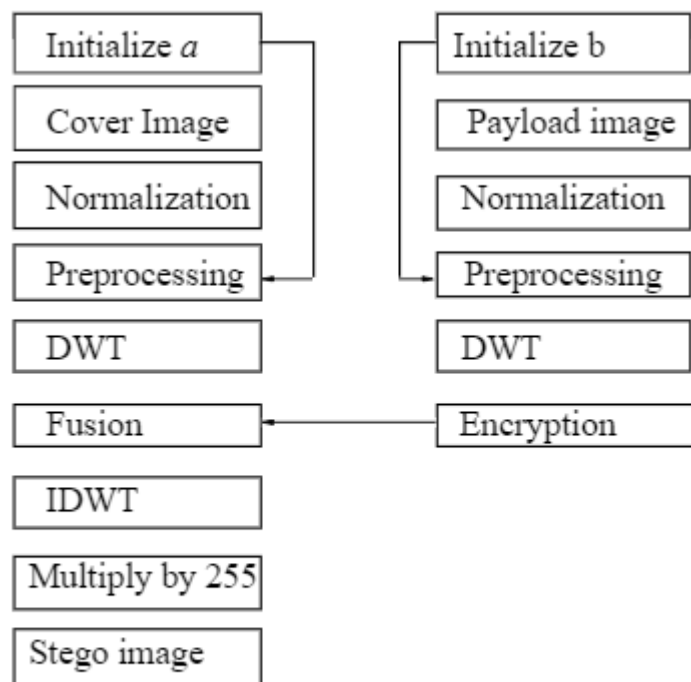 Initialize a
Cover Image
Normalization
Preprocessing
DWT
Fusion
IDWT
Multiply by 255
Stego image
Initialize b
Payload image
Normalization
Preprocessing
DWT
Encryption